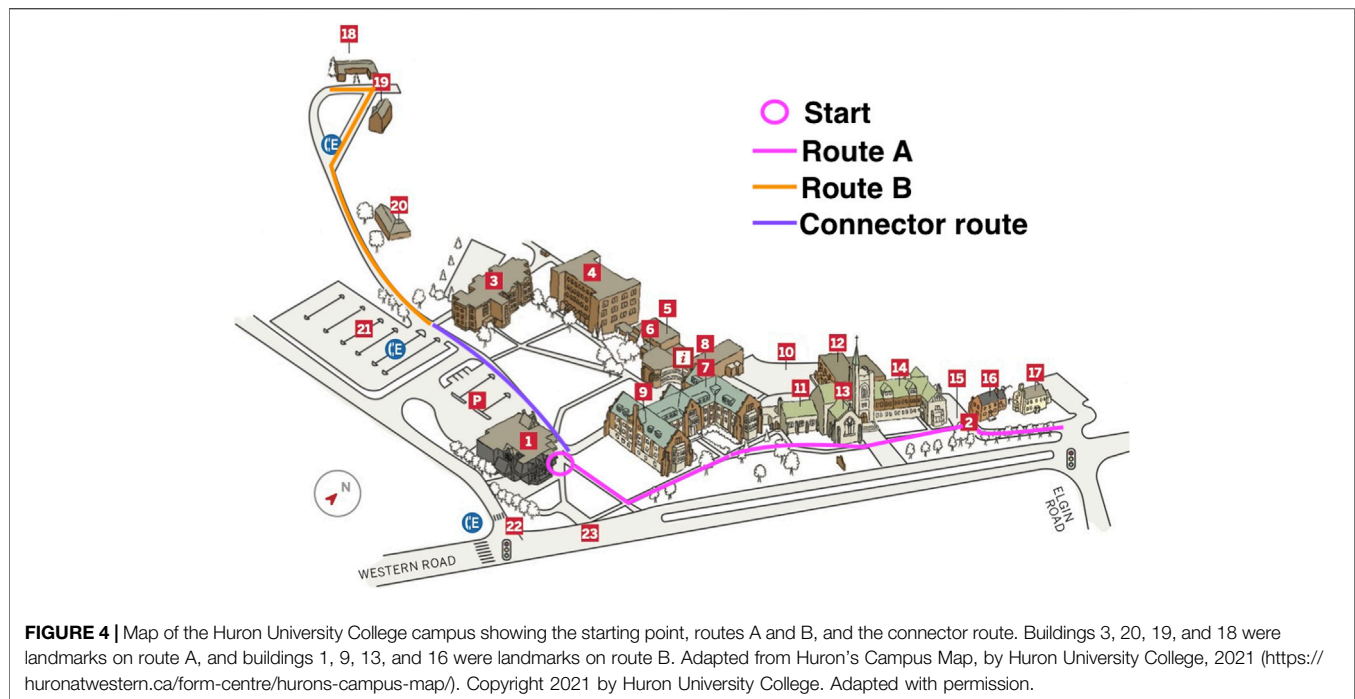 18
19
Start
Route A
Route B
Connector route
E
20
3
4
5
6
21
E
i
8
7
10
12
14
9
11
13
15
16
17
2
P
1
N
E
22
23
ELGIN
ROAD
WESTERN ROAD
FIGURE 4 | Map of the Huron University College campus showing the starting point, routes A and B, and the connector route. Buildings 3, 20, 19, and 18 were
landmarks on route A, and buildings 1, 9, 13, and 16 were landmarks on route B. Adapted from Huron's Campus Map, by Huron University College, 2021 (https://
huronatwestern.ca/form-centre/hurons-campus-map/). Copyright 2021 by Huron University College. Adapted with permission.